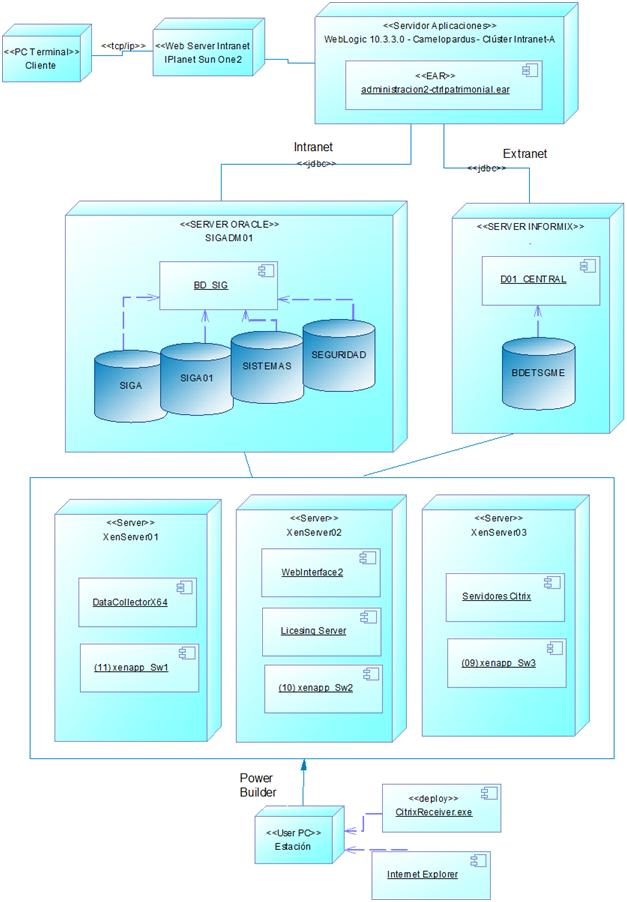 <<PC Terminal>>
Cliente
<<tcp/ip>>
<<Web Server Intranet
IPlanet Sun One2
<<Servidor Aplicaciones>>
WebLogic 10.3.3.0 - Camelopardus - Clúster Intranet-A
<<EAR>>
administracion2-ctrlpatrimonial.ear
Intranet
<<jdbc>>
Extranet
<<jdbc>>
<<SERVER ORACLE>>
SIGADM01
BD_SIG
SIGA
SIGA01
SISTEMAS
SEGURIDAD
<<SERVER INFORMIX>>
.
D01_CENTRAL
BDETSGME
<<Server>>
XenServer01
DataCollectorX64
(11) xenapp_Sw1
<<Server>>
XenServer02
WebInterface2
Licesing Server
(10) xenapp_Sw2
<<Server>>
XenServer03
Servidores Citrix
(09) xenapp_Sw3
Power
Builder
<<User PC>>
Estación
<<deploy>>
CitrixReceiver.exe
Internet Explorer